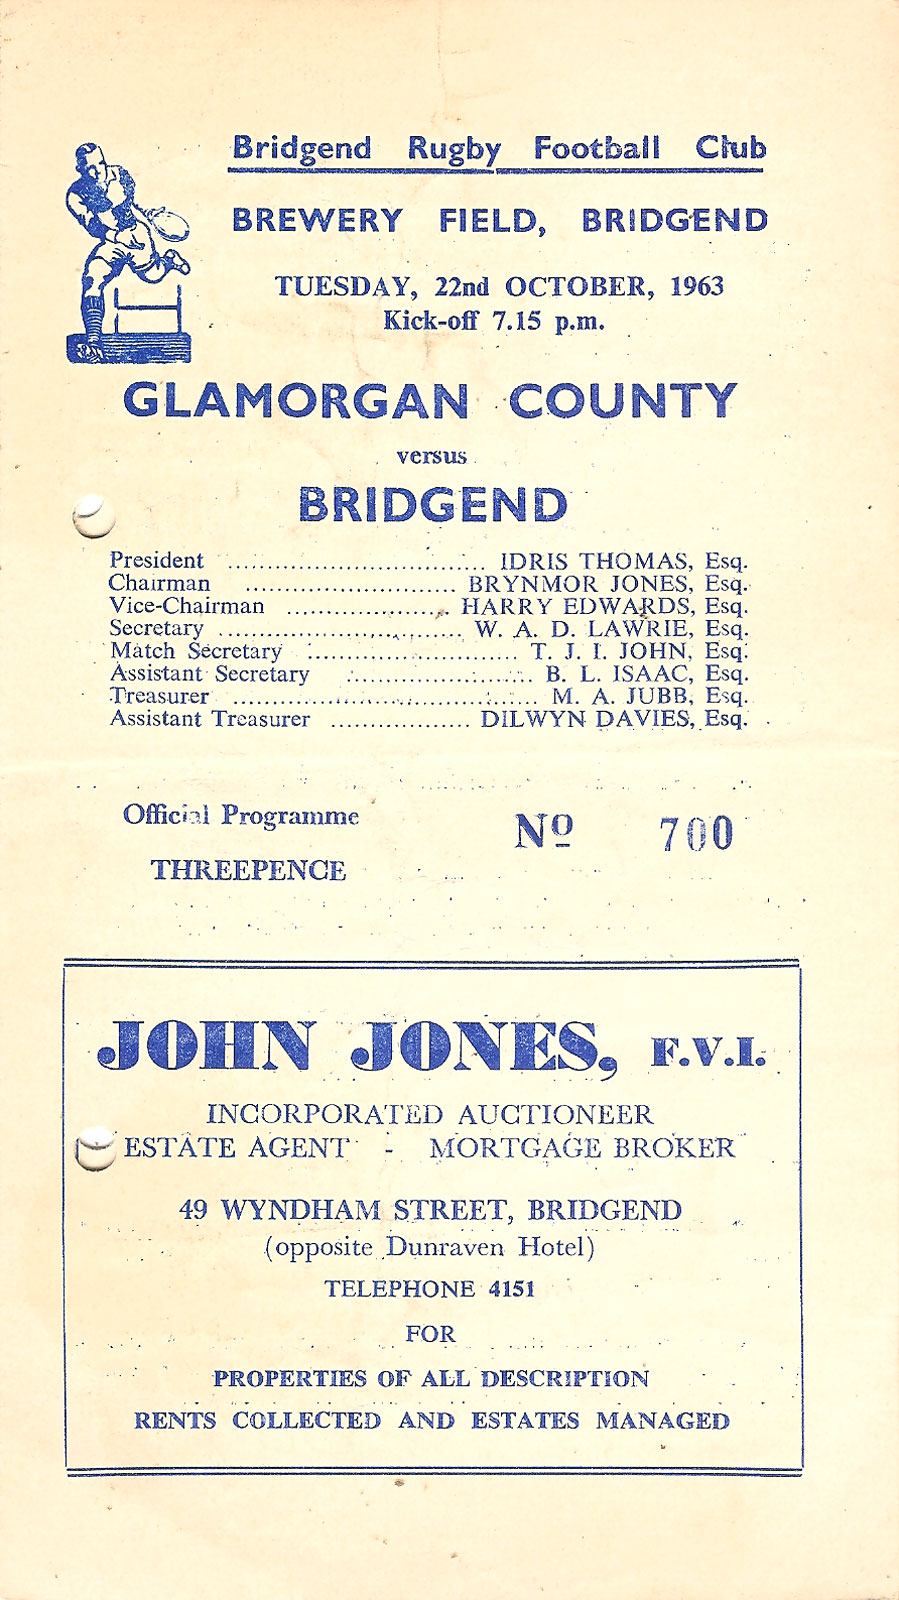 Bridgend Rugby Football Club
BREWERY FIELD, BRIDGEND
TUESDAY, 22nd OCTOBER, 1963
Kick-off 7.15 p.m.
GLAMORGAN COUNTY
versus
BRIDGEND
President ................................ IDRIS THOMAS, Esq.
Chairman .......................... BRYNMOR JONES, Esq.
Vice-Chairman .................... HARRY EDWARDS, Esq.
Secretary .............................. W. A. D. LAWRIE, Esq.
Match Secretary .......................... T. J. I. JOHN, Esq.
Assistant Secretary ....................... B. L. ISAAC, Esq.
Treasurer ...................................... M. A. JUBB, Esq.
Assistant Treasurer ................. DILWYN DAVIES, Esq.
Official Programme
THREEPENCE
Nº 700
JOHN JONES, F.V.I.
INCORPORATED AUCTIONEER
ESTATE AGENT - MORTGAGE BROKER
49 WYNDHAM STREET, BRIDGEND
(opposite Dunraven Hotel)
TELEPHONE 4151
FOR
PROPERTIES OF ALL DESCRIPTION
RENTS COLLECTED AND ESTATES MANAGED